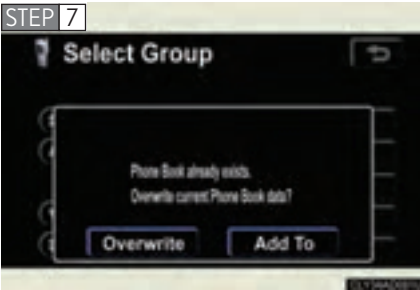 STEP 7
Select Group
Phone Book already exists.
Overwrite current Phone Book data?
Overwrite
Add To